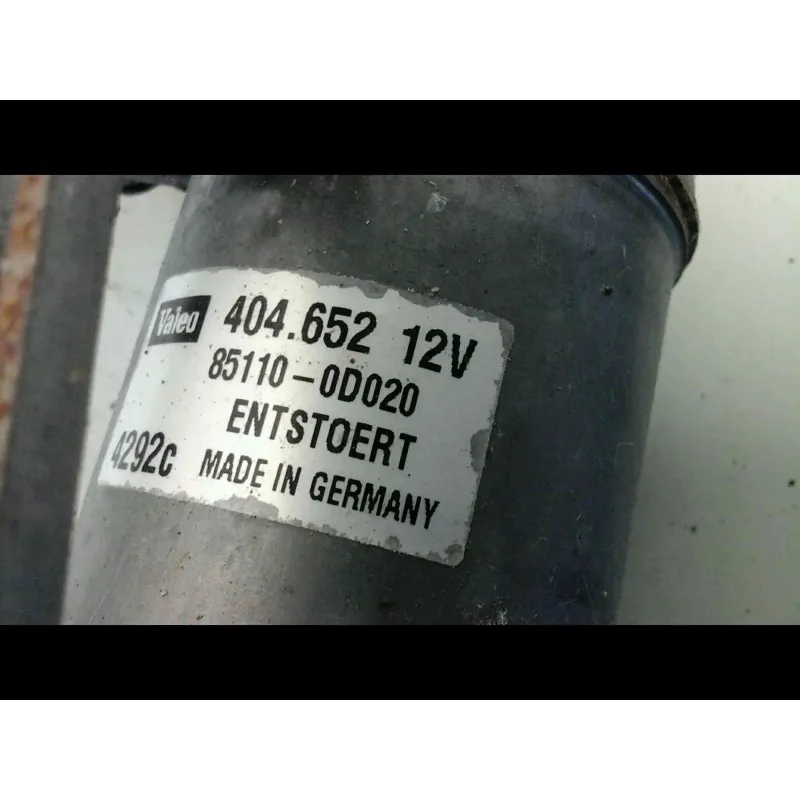 Valeo 404.652 12V
85110-0D020
ENTSTOERT
4292c MADE IN GERMANY